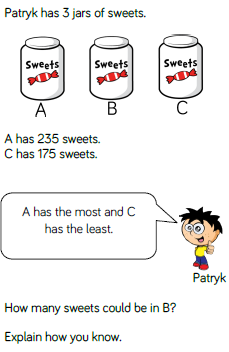 Patryk has 3 jars of sweets.
Sweets Sweets Sweets
A B C
A has 235 sweets.
C has 175 sweets.
A has the most and C
has the least.
Patryk
How many sweets could be in B?
Explain how you know.